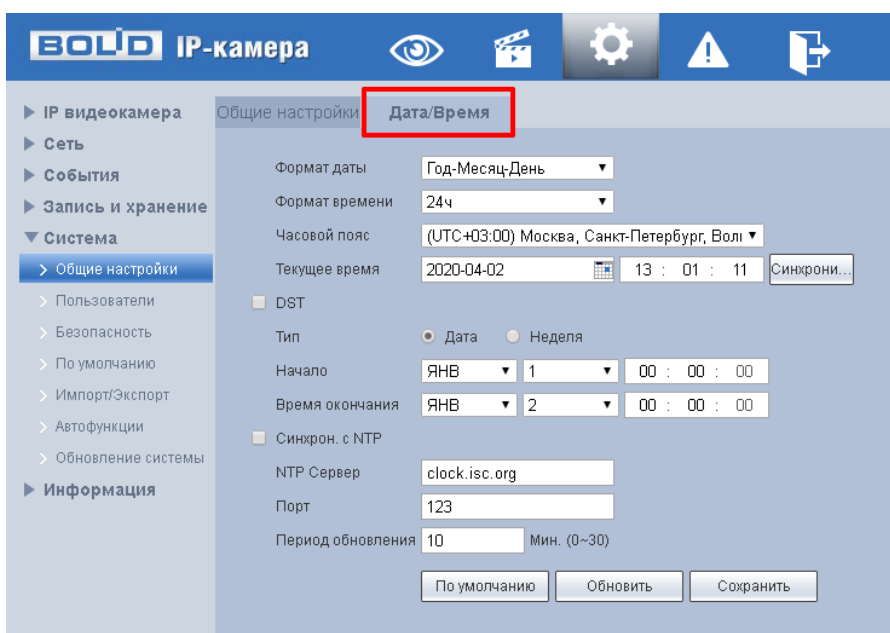 BOLID IP-камера
IP видеокамера
Сеть
События
Запись и хранение
Система
Общие настройки
Пользователи
Безопасность
По умолчанию
Импорт/Экспорт
Автофункции
Обновление системы
Информация
Общие настройки Дата/Время
Формат даты Год-Месяц-День
Формат времени 24ч
Часовой пояс (UTC+03:00) Москва, Санкт-Петербург,
Текущее время 2020-04-02 13 : 01 : 11 Синхрони...
DST
Тип Дата Неделя
Начало ЯНВ 1 00 : 00 : 00
Время окончания ЯНВ 2 00 : 00 : 00
Синхрон. с NTP
NTP Сервер clock.isc.org
Порт 123
Период обновления 10 Мин. (0~30)
По умолчанию Обновить Сохранить